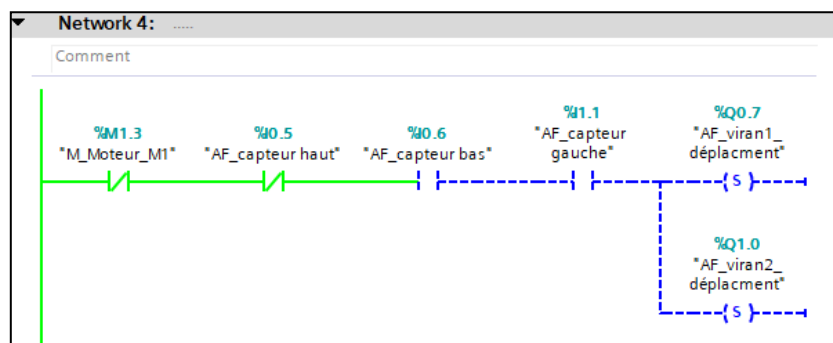 Network 4: .....
Comment
%M1.3
"M_Moteur_M1"
%I0.5
"AF_capteur haut"
%I0.6
"AF_capteur bas"
%I1.1
"AF_capteur
gauche"
%Q0.7
"AF_viran1_
déplacment"
S
%Q1.0
"AF_viran2_
déplacment"
S